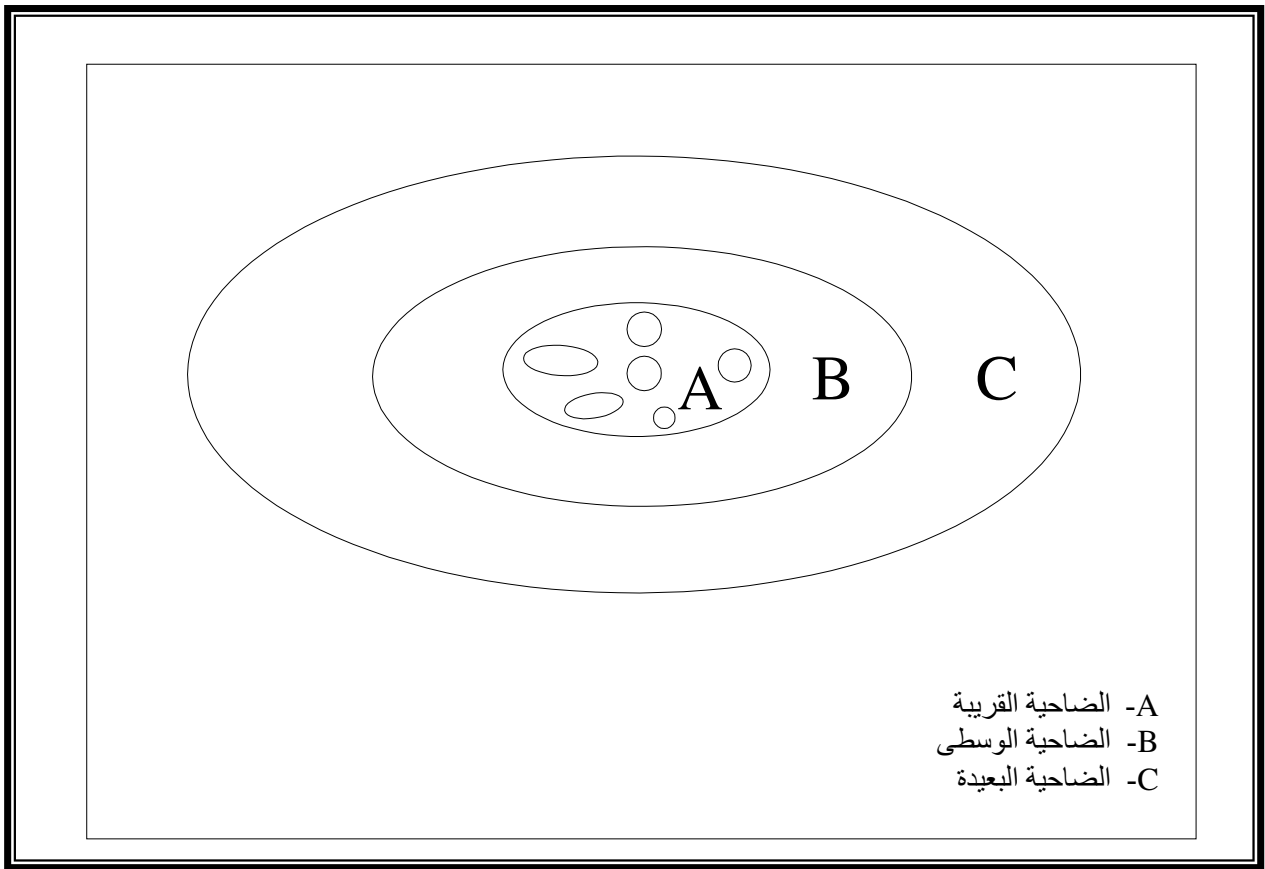 A
B
C
A- الضاحية القريبة
B- الضاحية الوسطى
C- الضاحية البعيدة